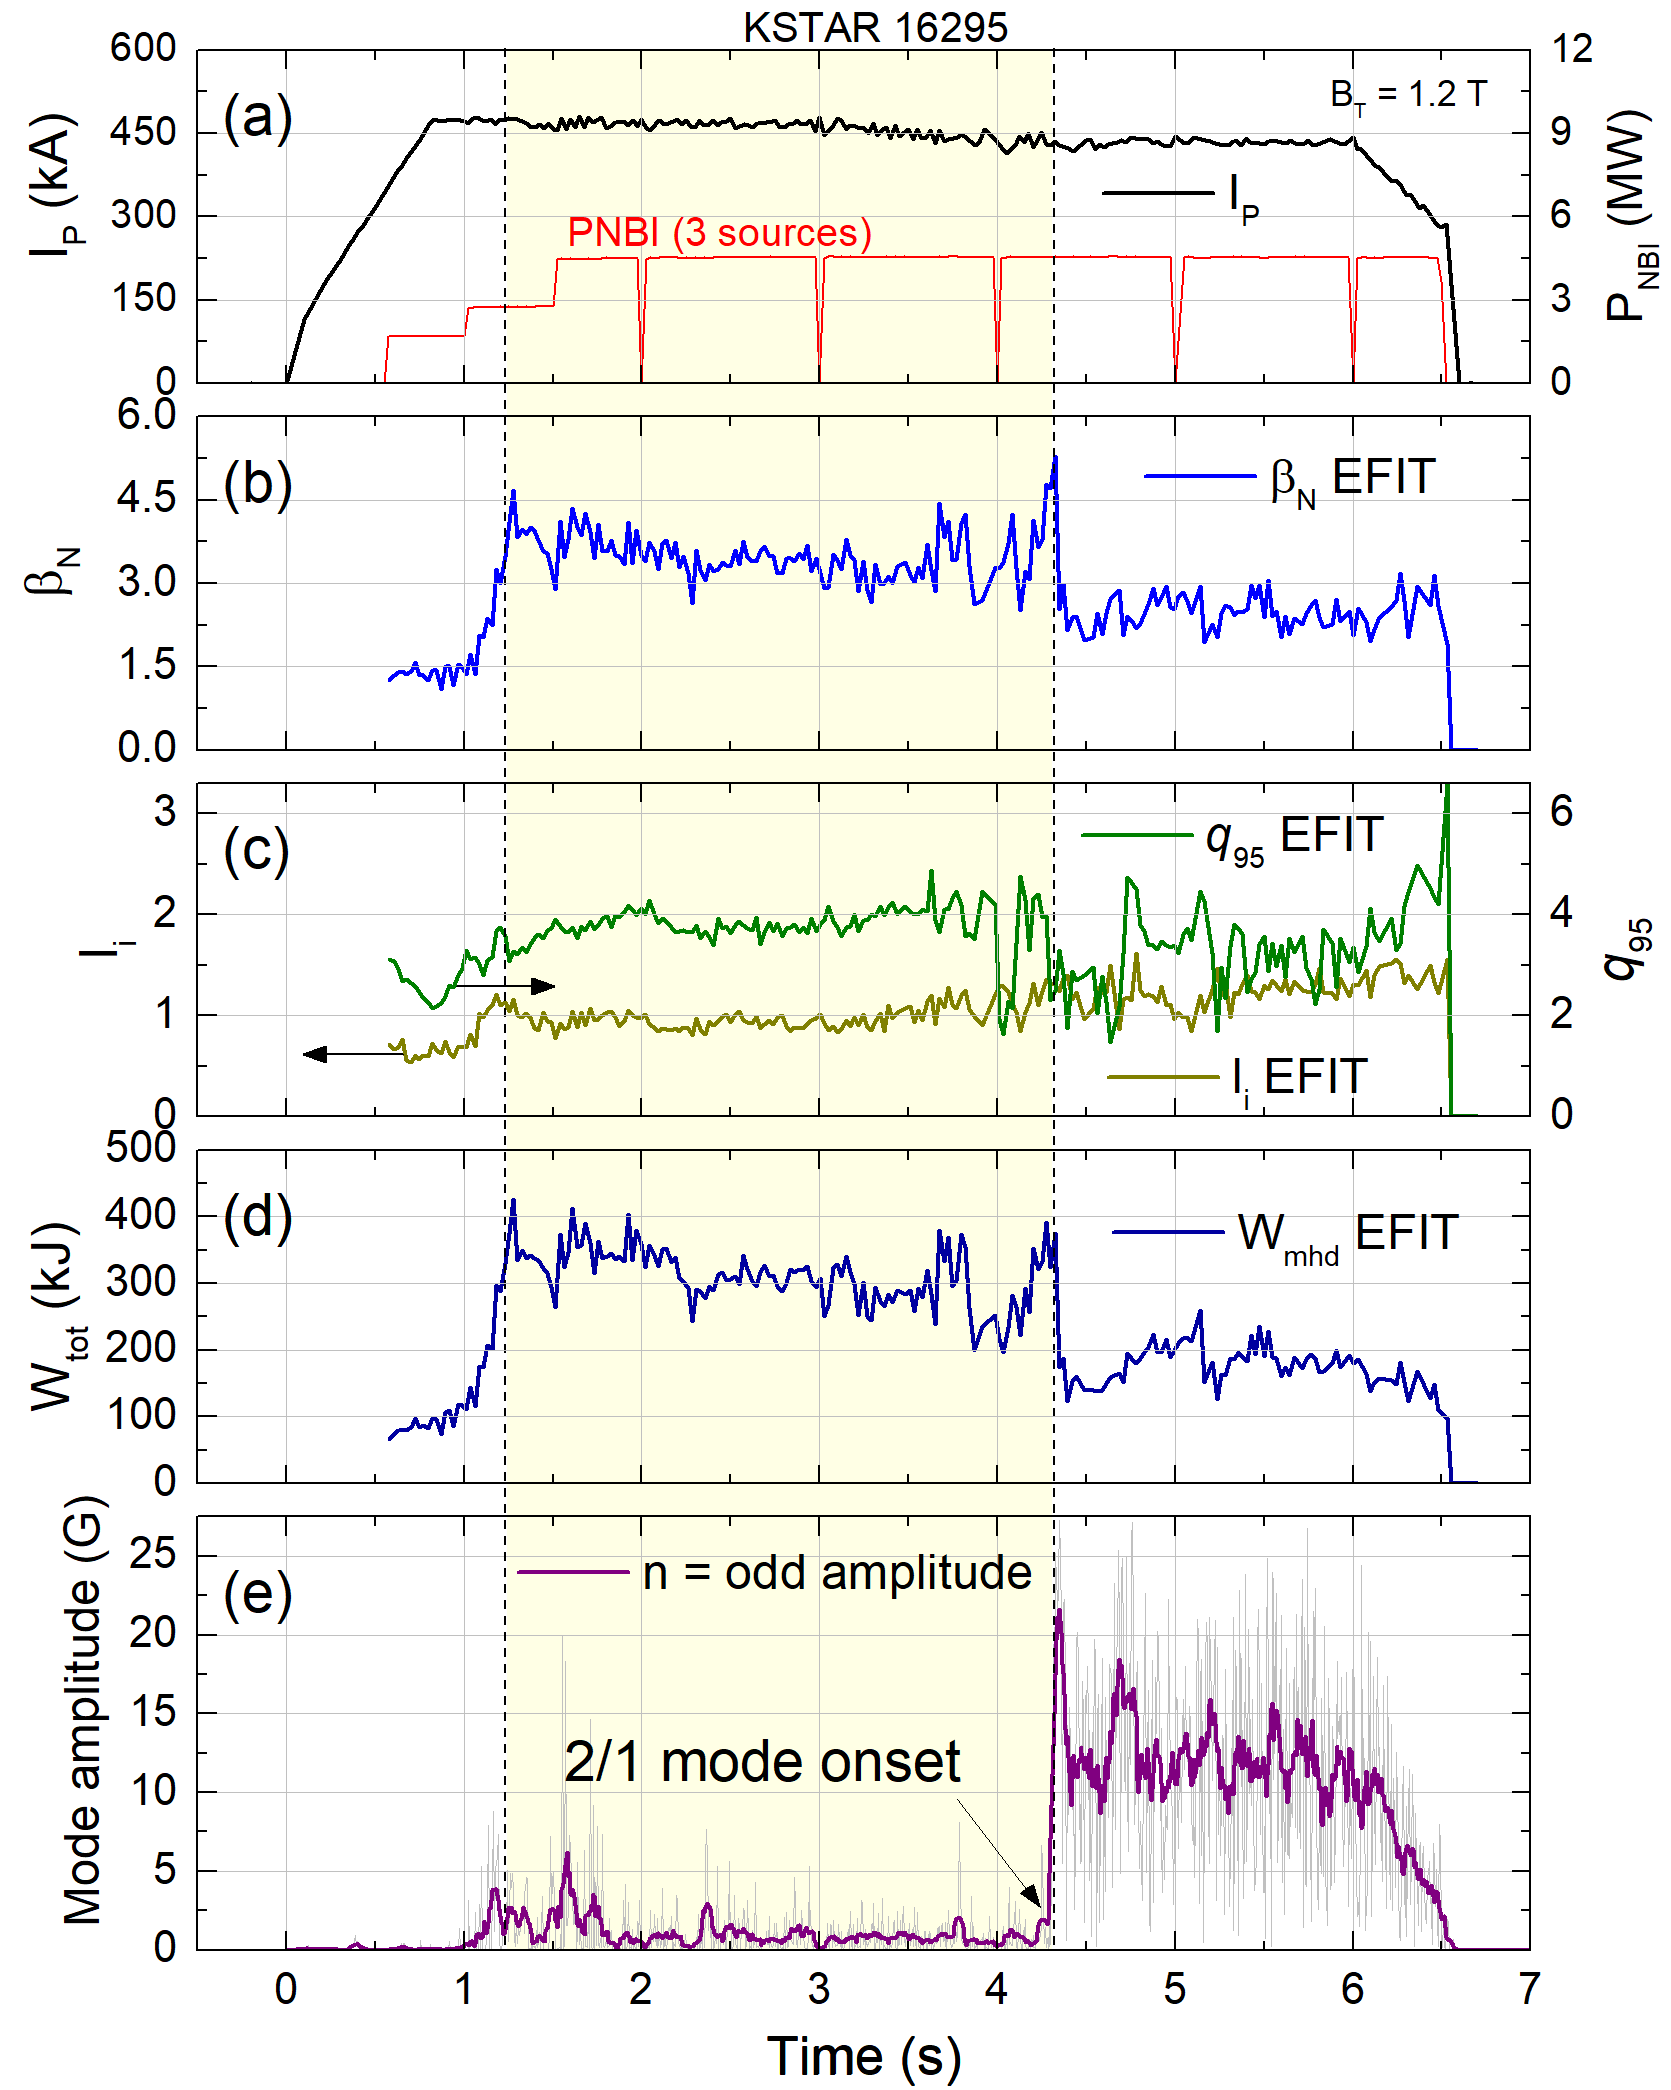 KSTAR 16295
600
450
300
150
0
I_P (kA)
(a)
B_T = 1.2 T
I_P
PNBI (3 sources)
12
9
6
3
0
P_NBI (MW)
6.0
4.5
3.0
1.5
0.0
β_N
(b)
β_N EFIT
3
2
1
0
l_i
(c)
q_95 EFIT
l_i EFIT
6
4
2
0
q_95
500
400
300
200
100
0
W_tot (kJ)
(d)
W_mhd EFIT
25
20
15
10
5
0
Mode amplitude (G)
(e)
n = odd amplitude
2/1 mode onset
0 1 2 3 4 5 6 7
Time (s)